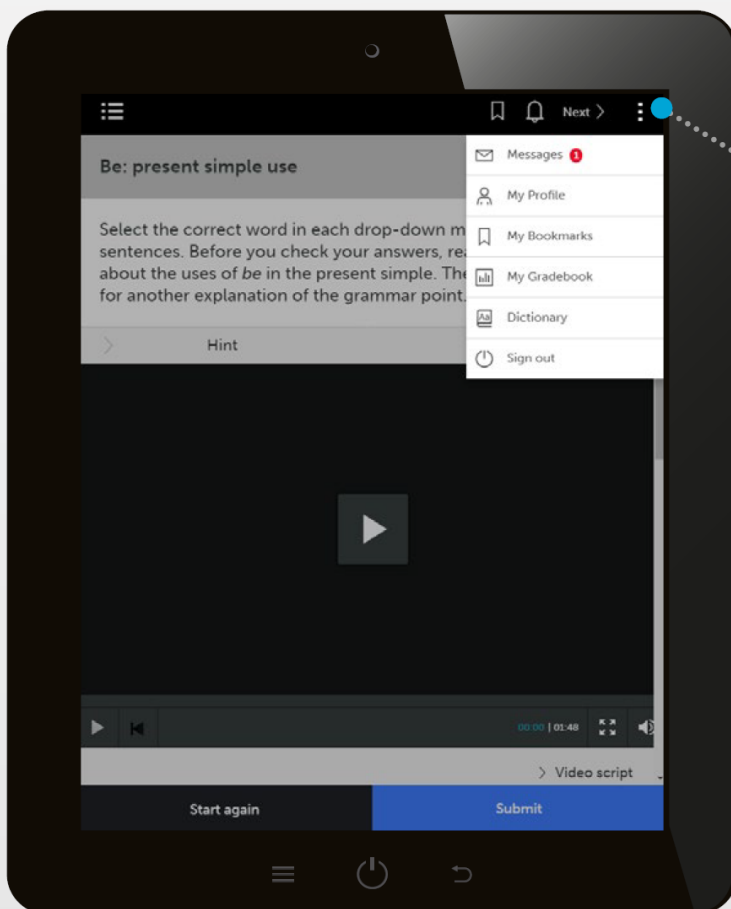 Next >
Be: present simple use
Messages 1
My Profile
My Bookmarks
My Gradebook
Aa Dictionary
Sign out
Select the correct word in each drop-down m
sentences. Before you check your answers, rea
about the uses of be in the present simple. The
for another explanation of the grammar point.
> Hint
00:00 | 01:48
> Video script
Start again
Submit